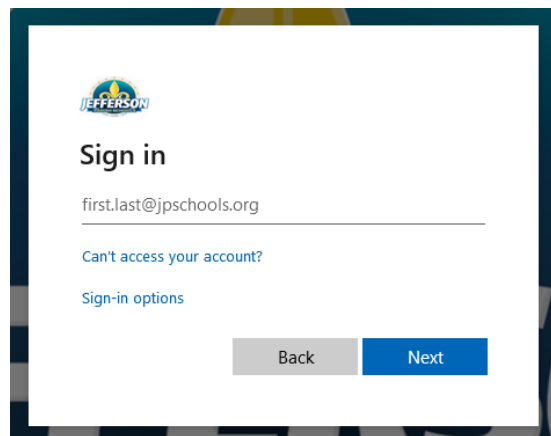 JEFFERSON
Sign in
first.last@jpschools.org
Can't access your account?
Sign-in options
Back
Next